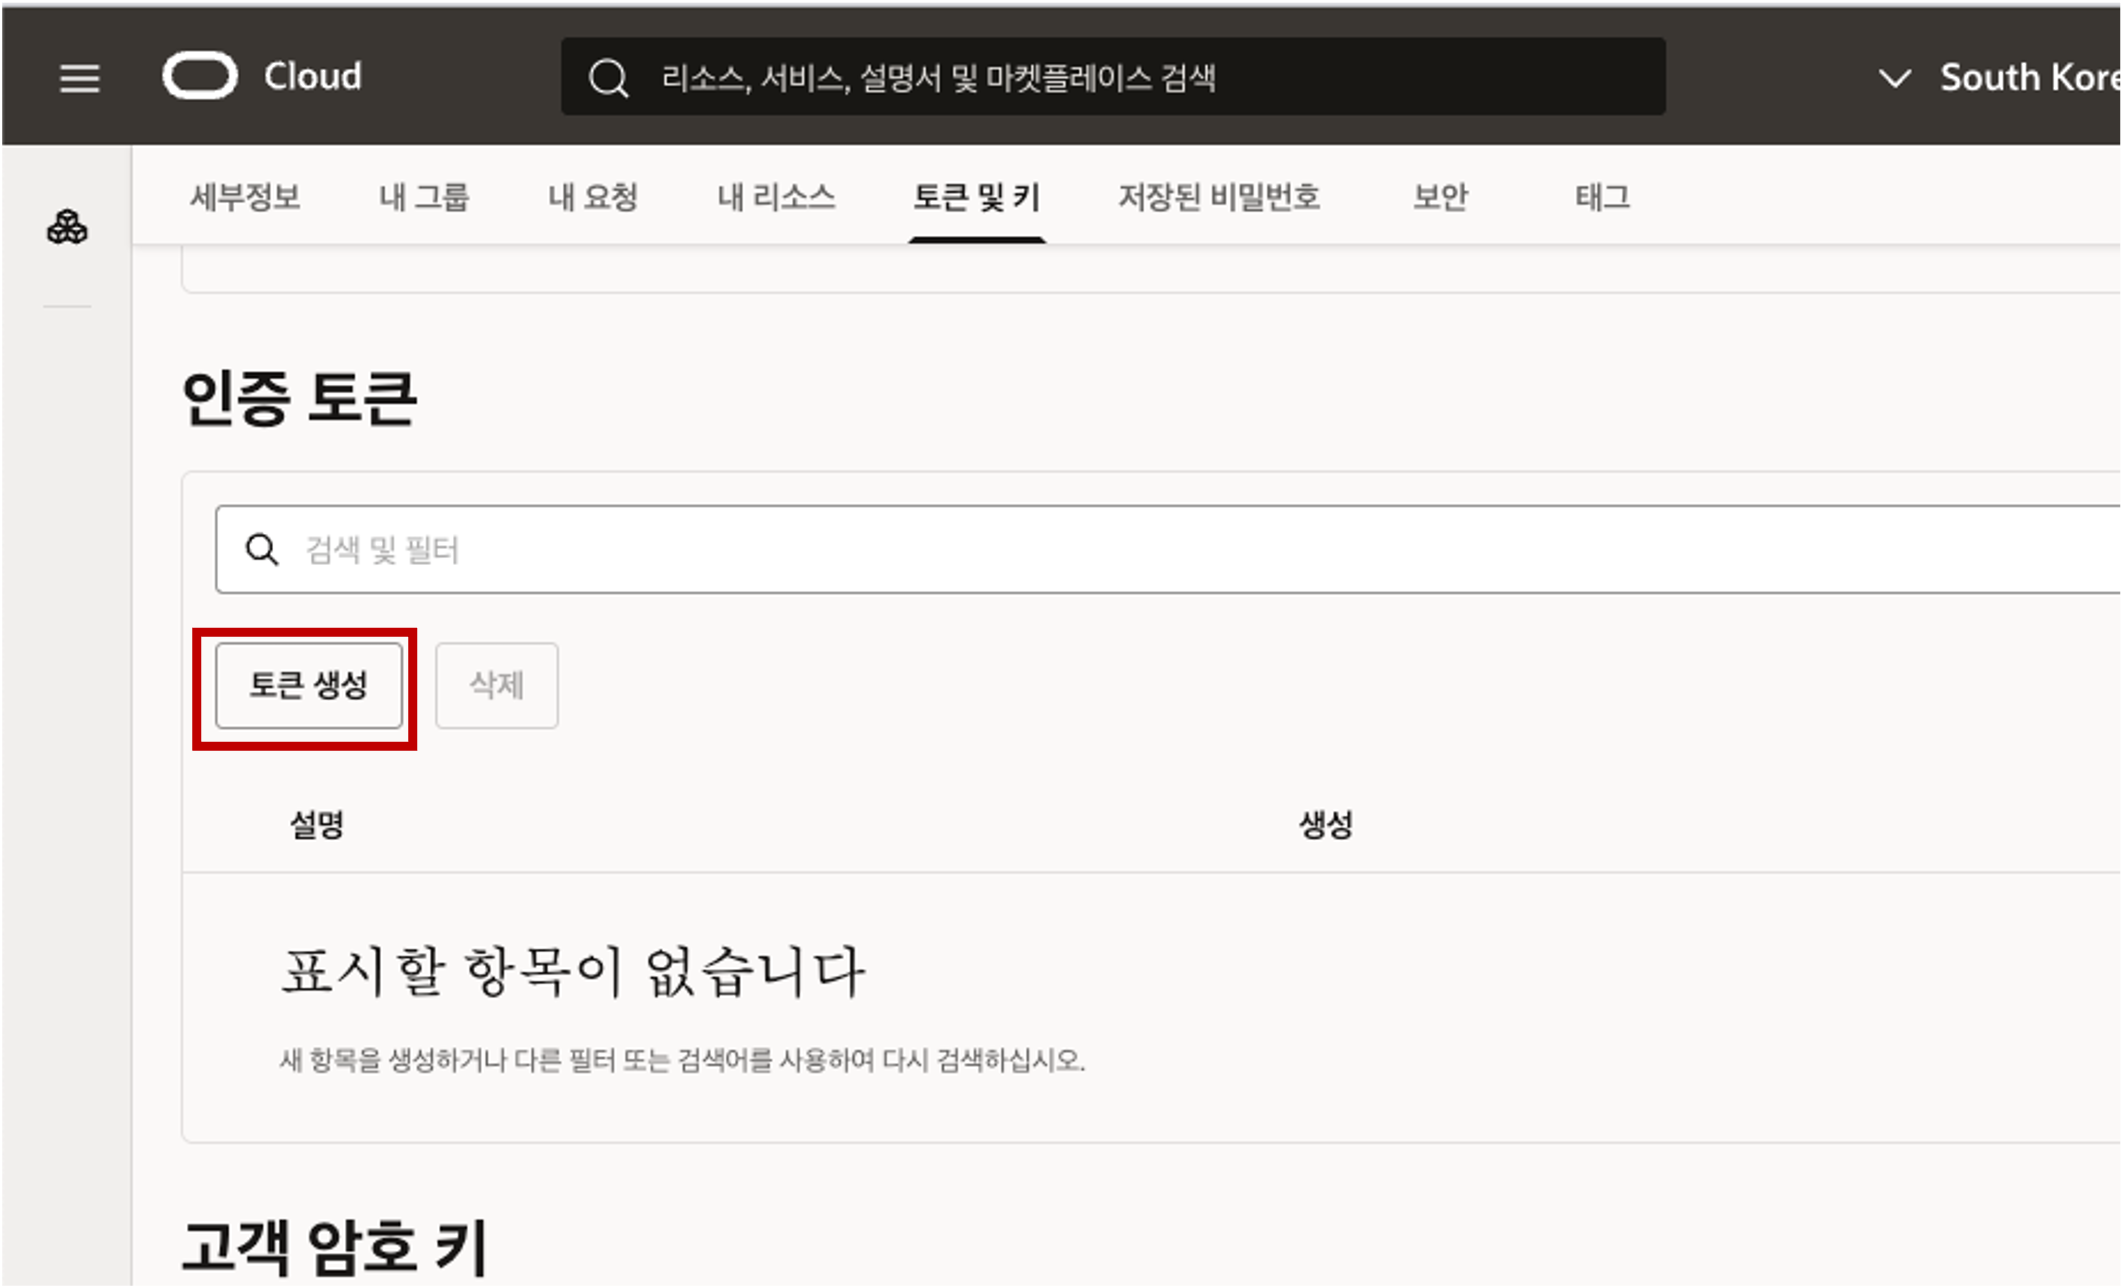 Cloud
리소스, 서비스, 설명서 및 마켓플레이스 검색
South Kore
세부정보 내 그룹 내 요청 내 리소스 토큰 및 키 저장된 비밀번호 보안 태그
인증 토큰
검색 및 필터
토큰 생성 삭제
설명 생성
표시할 항목이 없습니다
새 항목을 생성하거나 다른 필터 또는 검색어를 사용하여 다시 검색하십시오.
고객 암호 키